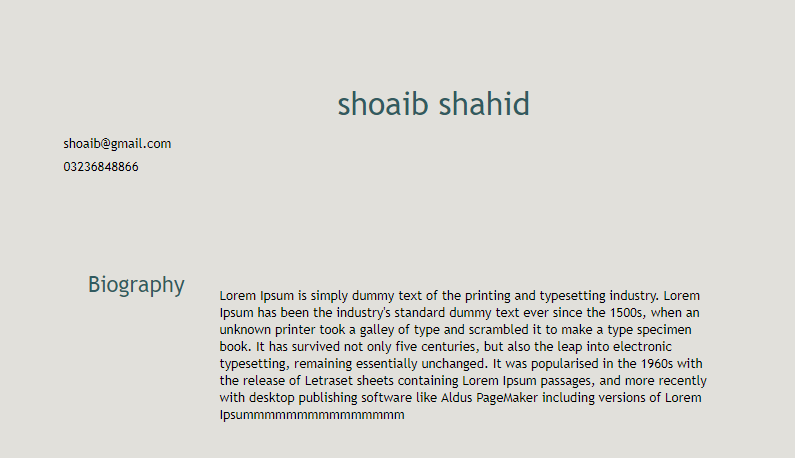 shoaib shahid
shoaib@gmail.com
03236848866
Biography
Lorem Ipsum is simply dummy text of the printing and typesetting industry. Lorem
Ipsum has been the industry's standard dummy text ever since the 1500s, when an
unknown printer took a galley of type and scrambled it to make a type specimen
book. It has survived not only five centuries, but also the leap into electronic
typesetting, remaining essentially unchanged. It was popularised in the 1960s with
the release of Letraset sheets containing Lorem Ipsum passages, and more recently
with desktop publishing software like Aldus PageMaker including versions of Lorem
Ipsummmmmmmmmmmmmmm